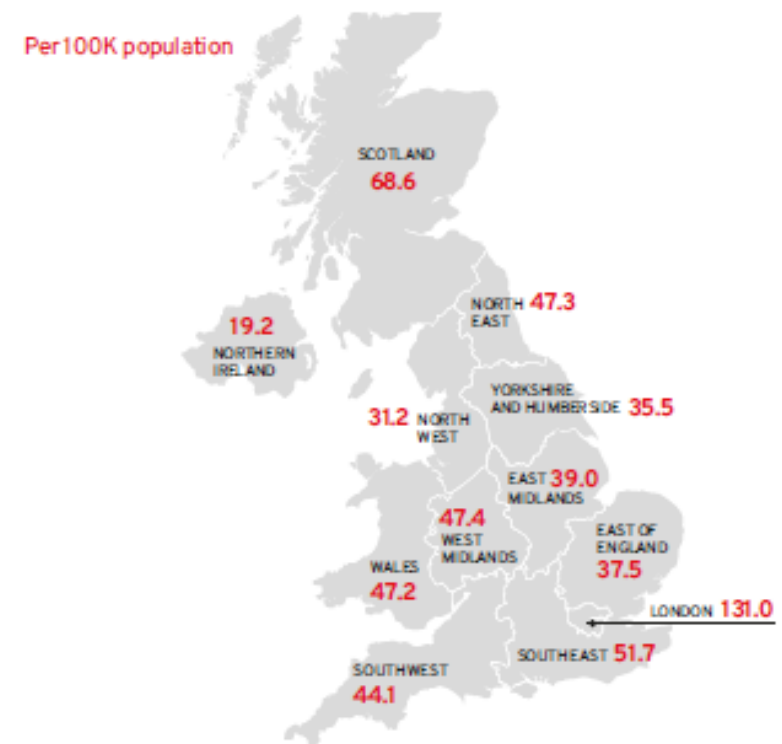 Per100K population
SCOTLAND
68.6
NORTH 47.3
EAST
19.2
NORTHERN
IRELAND
YORKSHIRE
AND HUMBERSIDE 35.5
31.2 NORTH
WEST
EAST 39.0
MIDLANDS
47.4
WEST
MIDLANDS
EAST OF
ENGLAND
37.5
WALES
47.2
LONDON 131.0
SOUTHEAST 51.7
SOUTHWEST
44.1